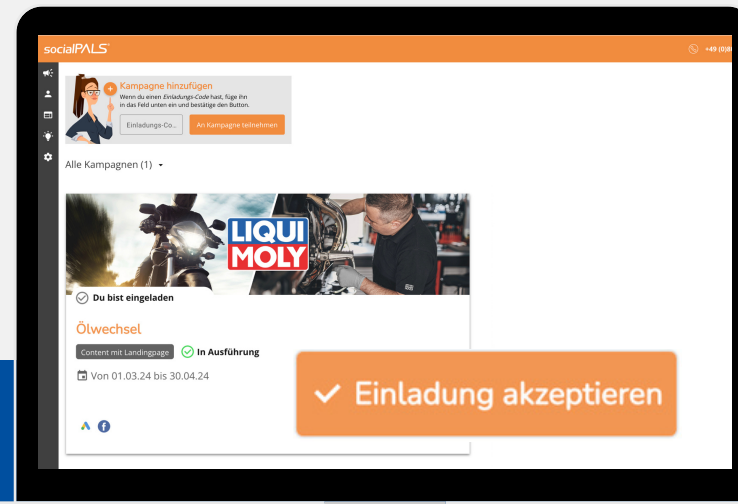 socialPALS
+49 (0)8
Kampagne hinzufügen
Wenn du einen Einladungs-Code hast, füge ihn
in das Feld unten ein und bestätige den Button.
Einladungs-Co...
An Kampagne teilnehmen
Alle Kampagnen (1)
LIQUI
MOLY
Du bist eingeladen
Ölwechsel
Content mit Landingpage
In Ausführung
Von 01.03.24 bis 30.04.24
Einladung akzeptieren